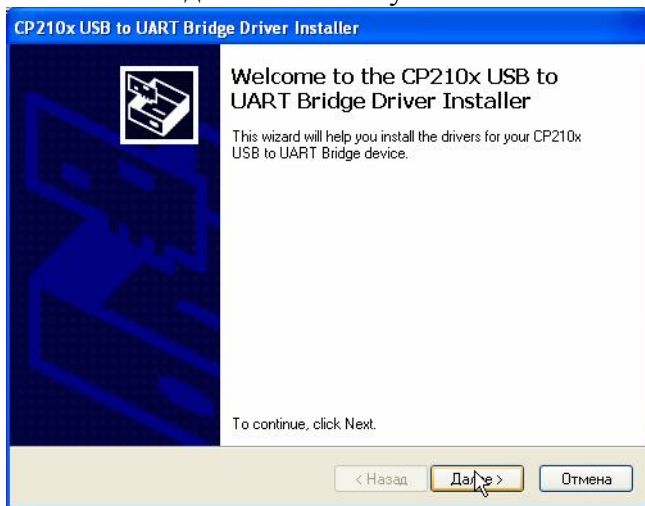 CP210x USB to UART Bridge Driver Installer
Welcome to the CP210x USB to
UART Bridge Driver Installer
This wizard will help you install the drivers for your CP210x
USB to UART Bridge device.
To continue, click Next.
< Назад Далее > Отмена